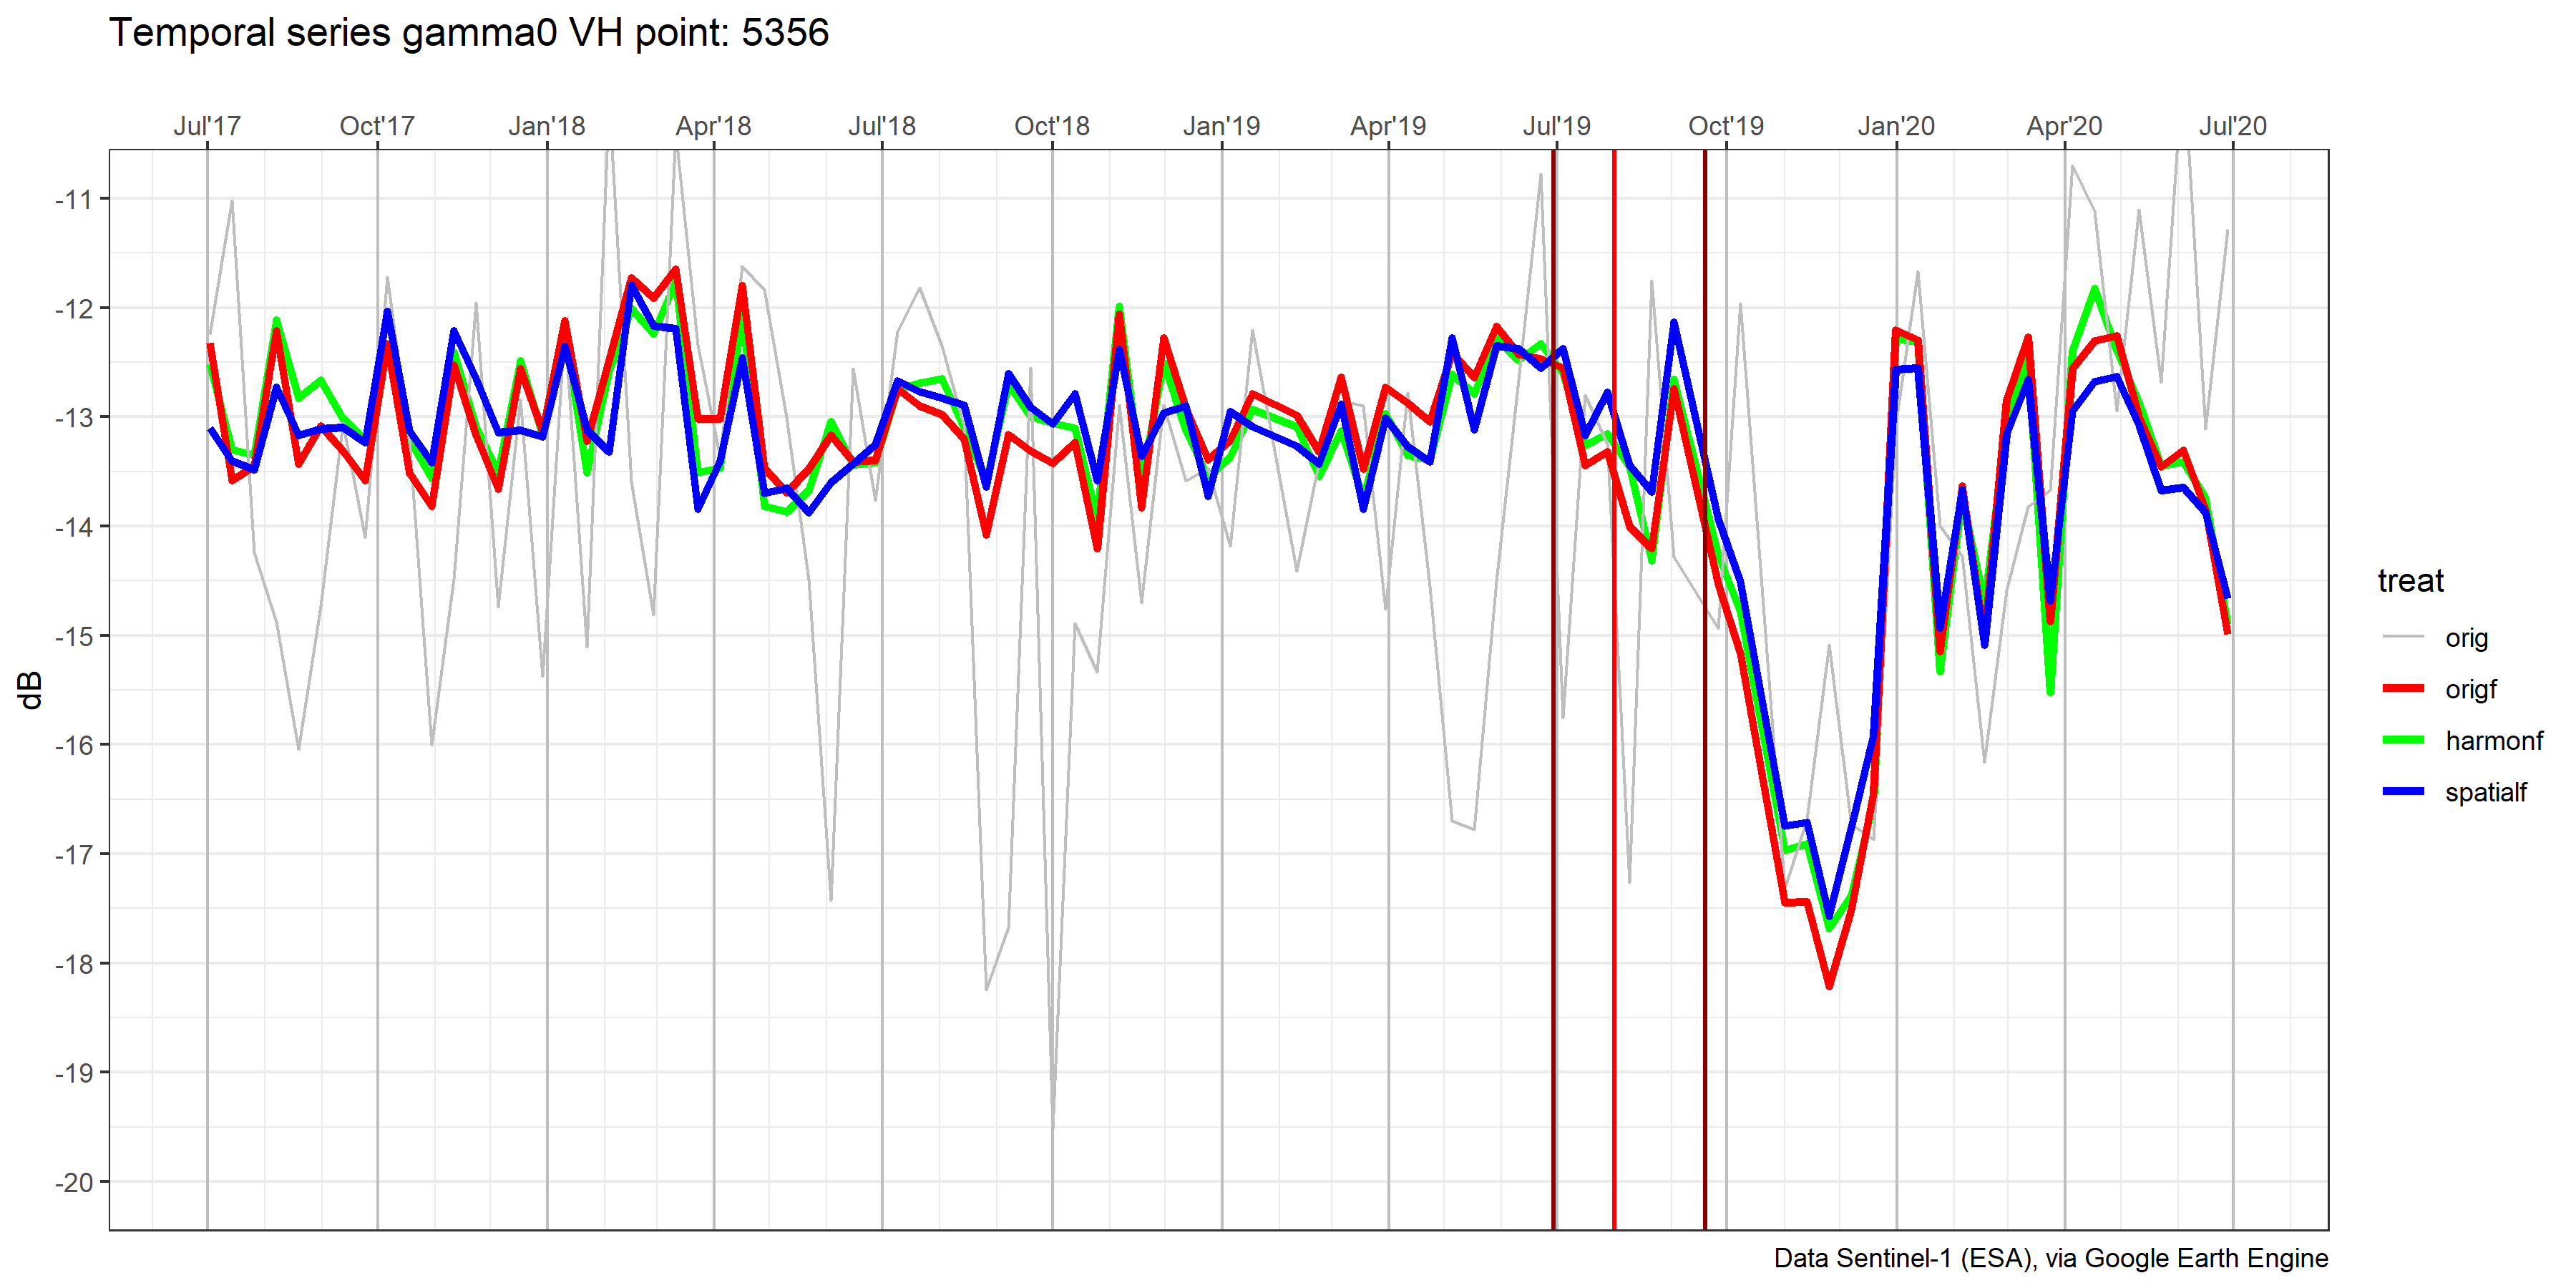 Temporal series gamma0 VH point: 5356
Jul'17 Oct'17 Jan'18 Apr'18 Jul'18 Oct'18 Jan'19 Apr'19 Jul'19 Oct'19 Jan'20 Apr'20 Jul'20
-11
-12
-13
-14
-15
-16
-17
-18
-19
-20
dB
treat
orig
origf
harmonf
spatialf
Data Sentinel-1 (ESA), via Google Earth Engine